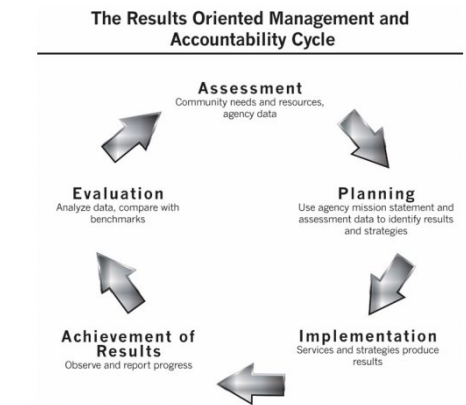 The Results Oriented Management and
Accountability Cycle
Assessment
Community needs and resources,
agency data
Planning
Use agency mission statement and
assessment data to identify results
and strategies
Implementation
Services and strategies produce
results
Achievement of
Results
Observe and report progress
Evaluation
Analyze data, compare with
benchmarks